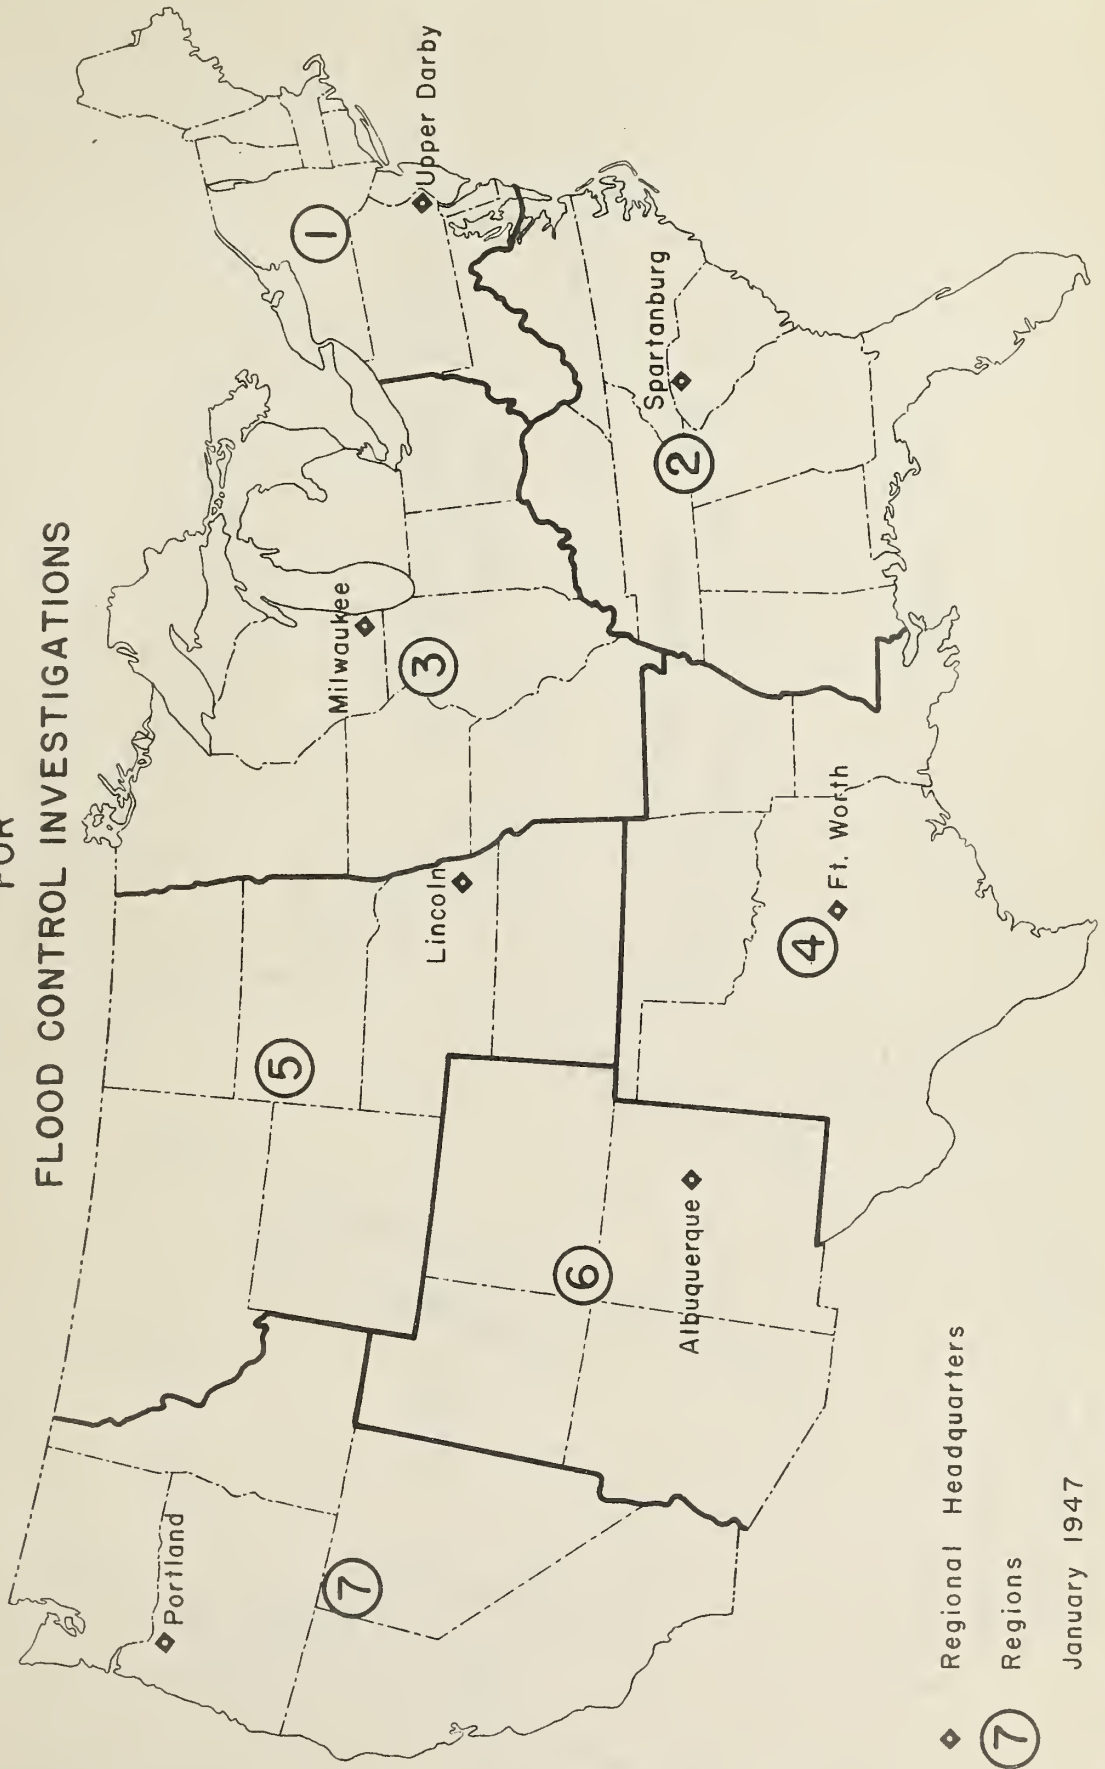 FOR
FLOOD CONTROL INVESTIGATIONS
Portland
7
5
Lincoln
Milwaukee
3
1
Upper Darby
6
Albuquerque
4
Ft. Worth
2
Spartanburg
Regional Headquarters
7 Regions
January 1947